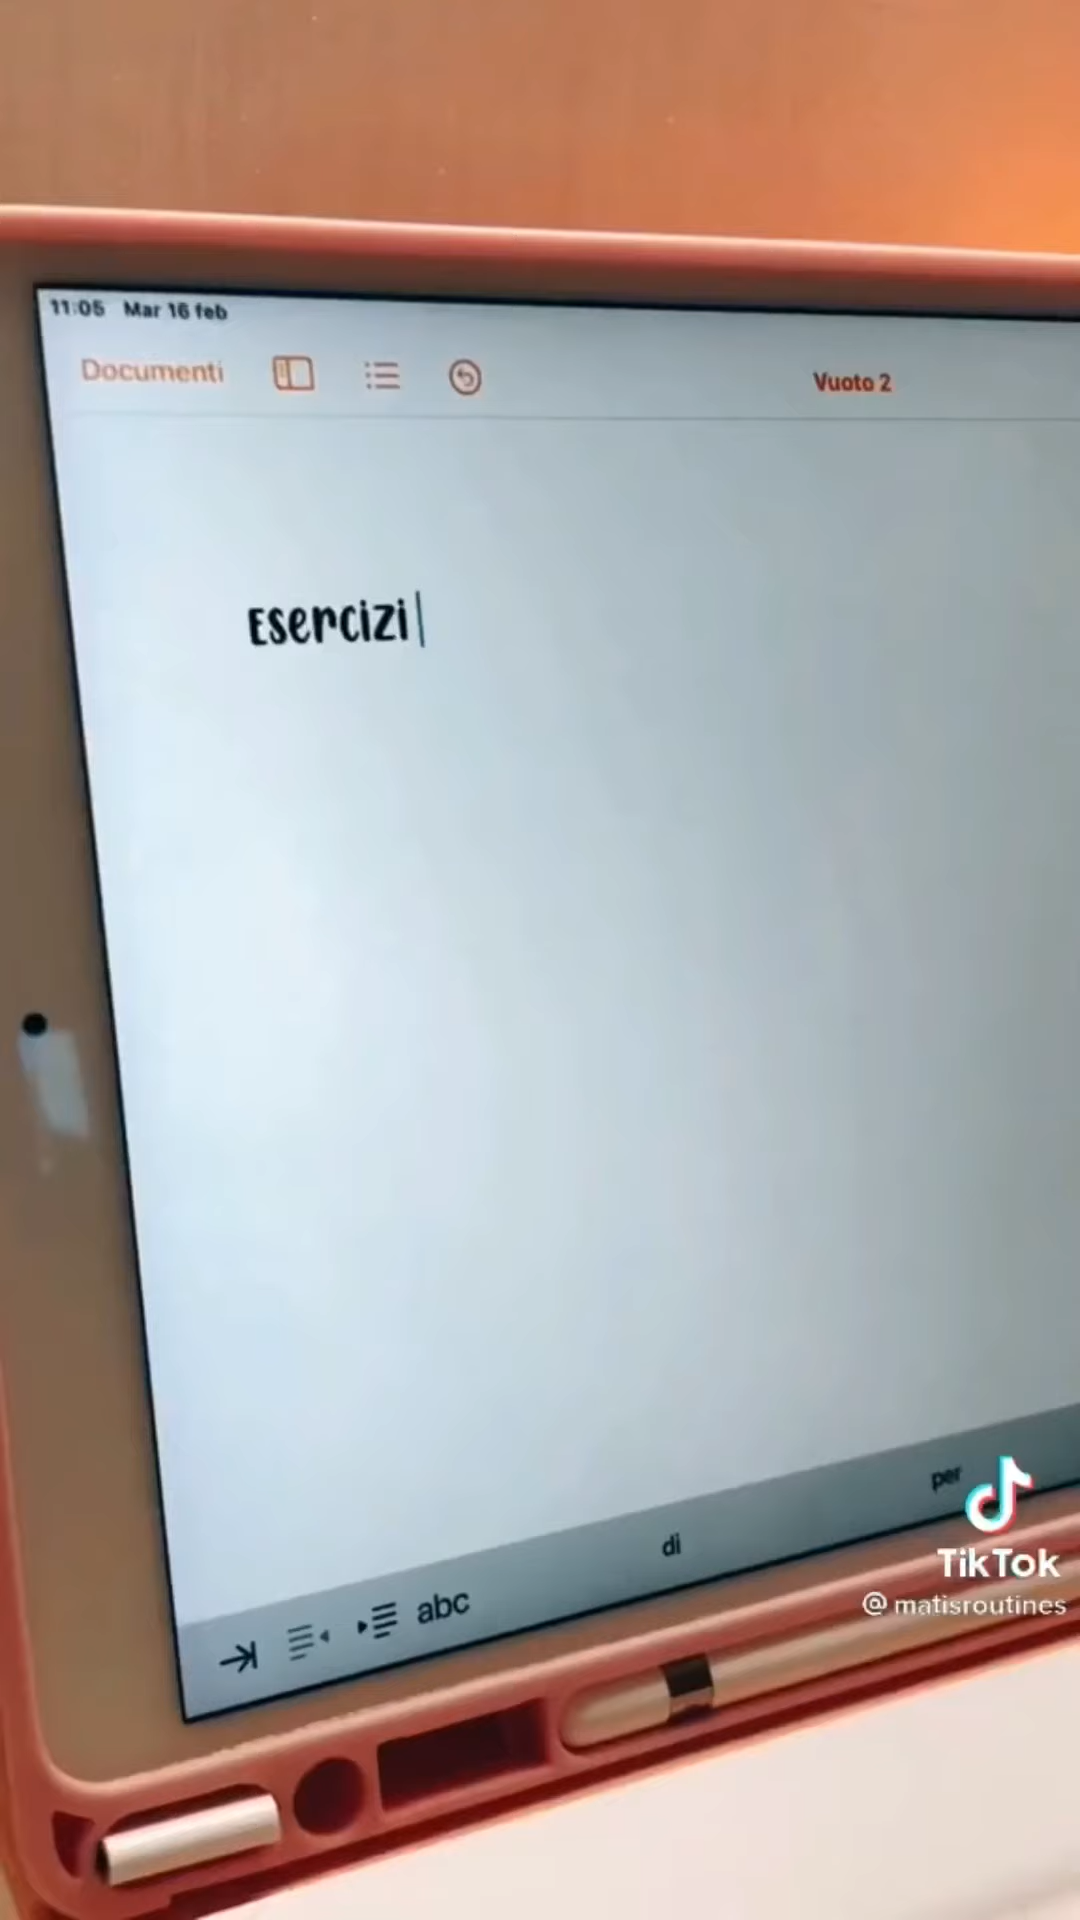 11:05 Mar 16 feb
Documenti
Vuoto 2
Esercizi
abc di per
TikTok
@matisroutines